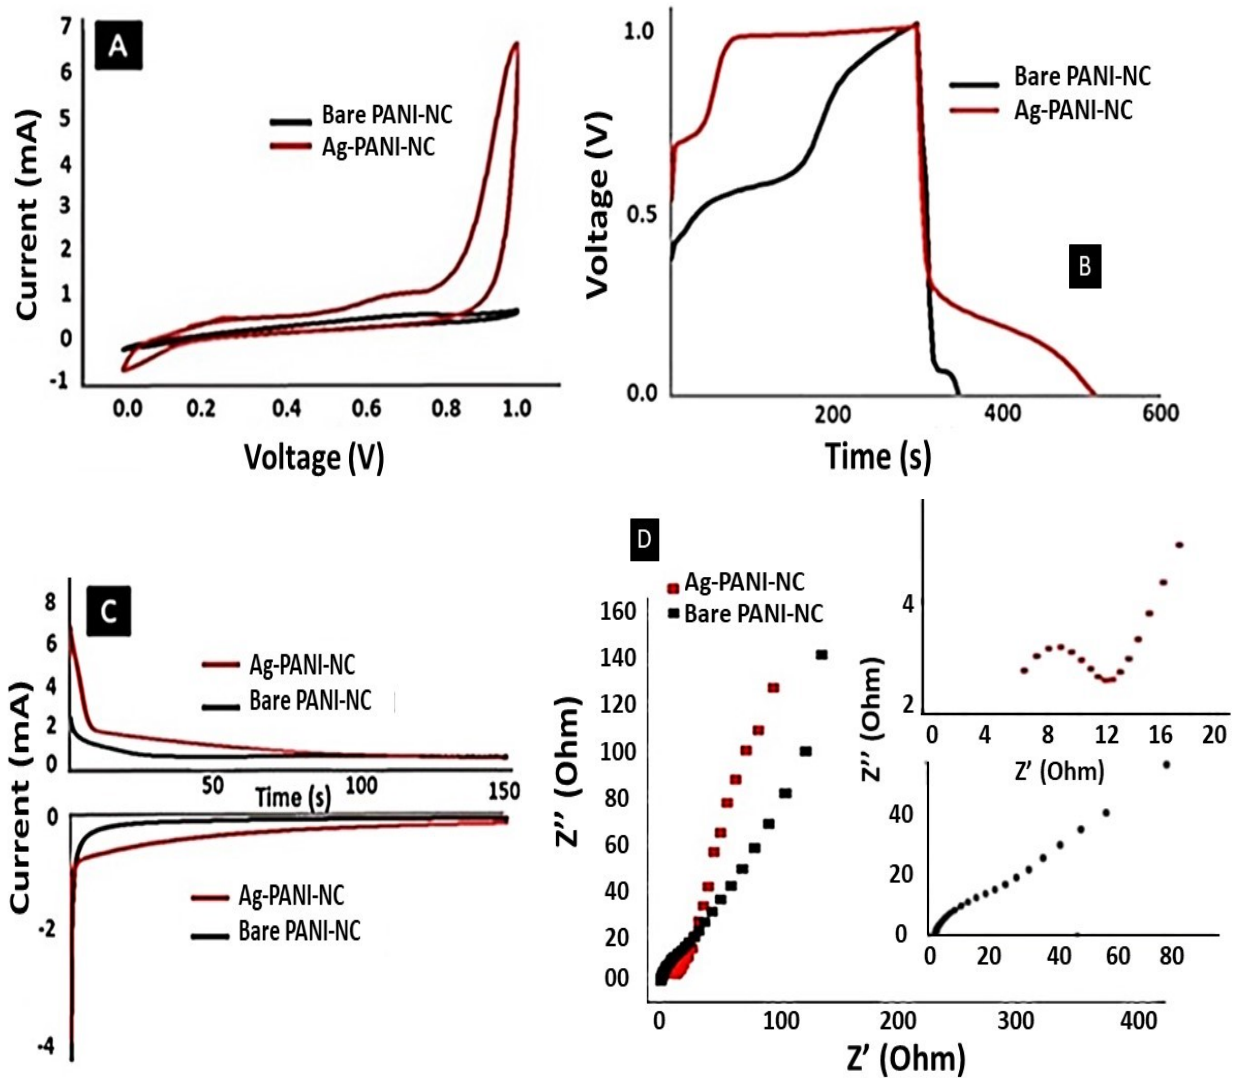 A
7
6
5
4
3
2
1
0
-1
Current (mA)
Bare PANI-NC
Ag-PANI-NC
0.0 0.2 0.4 0.6 0.8 1.0
Voltage (V)
B
1.0
0.5
0.0
Voltage (V)
Bare PANI-NC
Ag-PANI-NC
200 400 600
Time (s)
C
8
6
4
2
0
Current (mA)
Ag-PANI-NC
Bare PANI-NC
50 100 150
Time (s)
0
-2
-4
Current (mA)
Ag-PANI-NC
Bare PANI-NC
D
Ag-PANI-NC
Bare PANI-NC
160
140
120
100
80
60
40
20
00
Z'' (Ohm)
0 100 200 300 400
Z' (Ohm)
4
2
Z'' (Ohm)
0 4 8 12 16 20
Z' (Ohm)
40
20
0
0 20 40 60 80